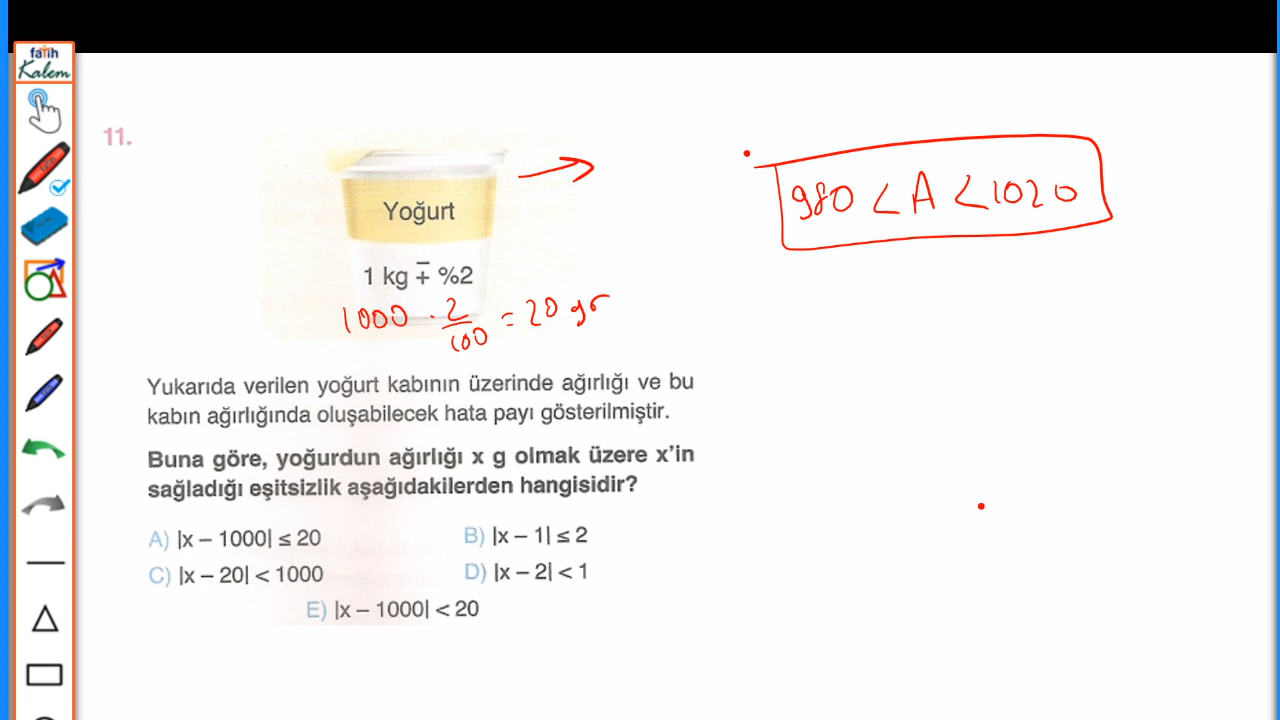 fatih
Kalem
11.
Yoğurt
1 kg ∓ %2
1000 · 2/100 = 20 gr
980 < A < 1020
Yukarıda verilen yoğurt kabının üzerinde ağırlığı ve bu
kabın ağırlığında oluşabilecek hata payı gösterilmiştir.
Buna göre, yoğurdun ağırlığı x g olmak üzere x'in
sağladığı eşitsizlik aşağıdakilerden hangisidir?
A) |x – 1000| ≤ 20 B) |x – 1| ≤ 2
C) |x – 20| < 1000 D) |x – 2| < 1
E) |x – 1000| < 20